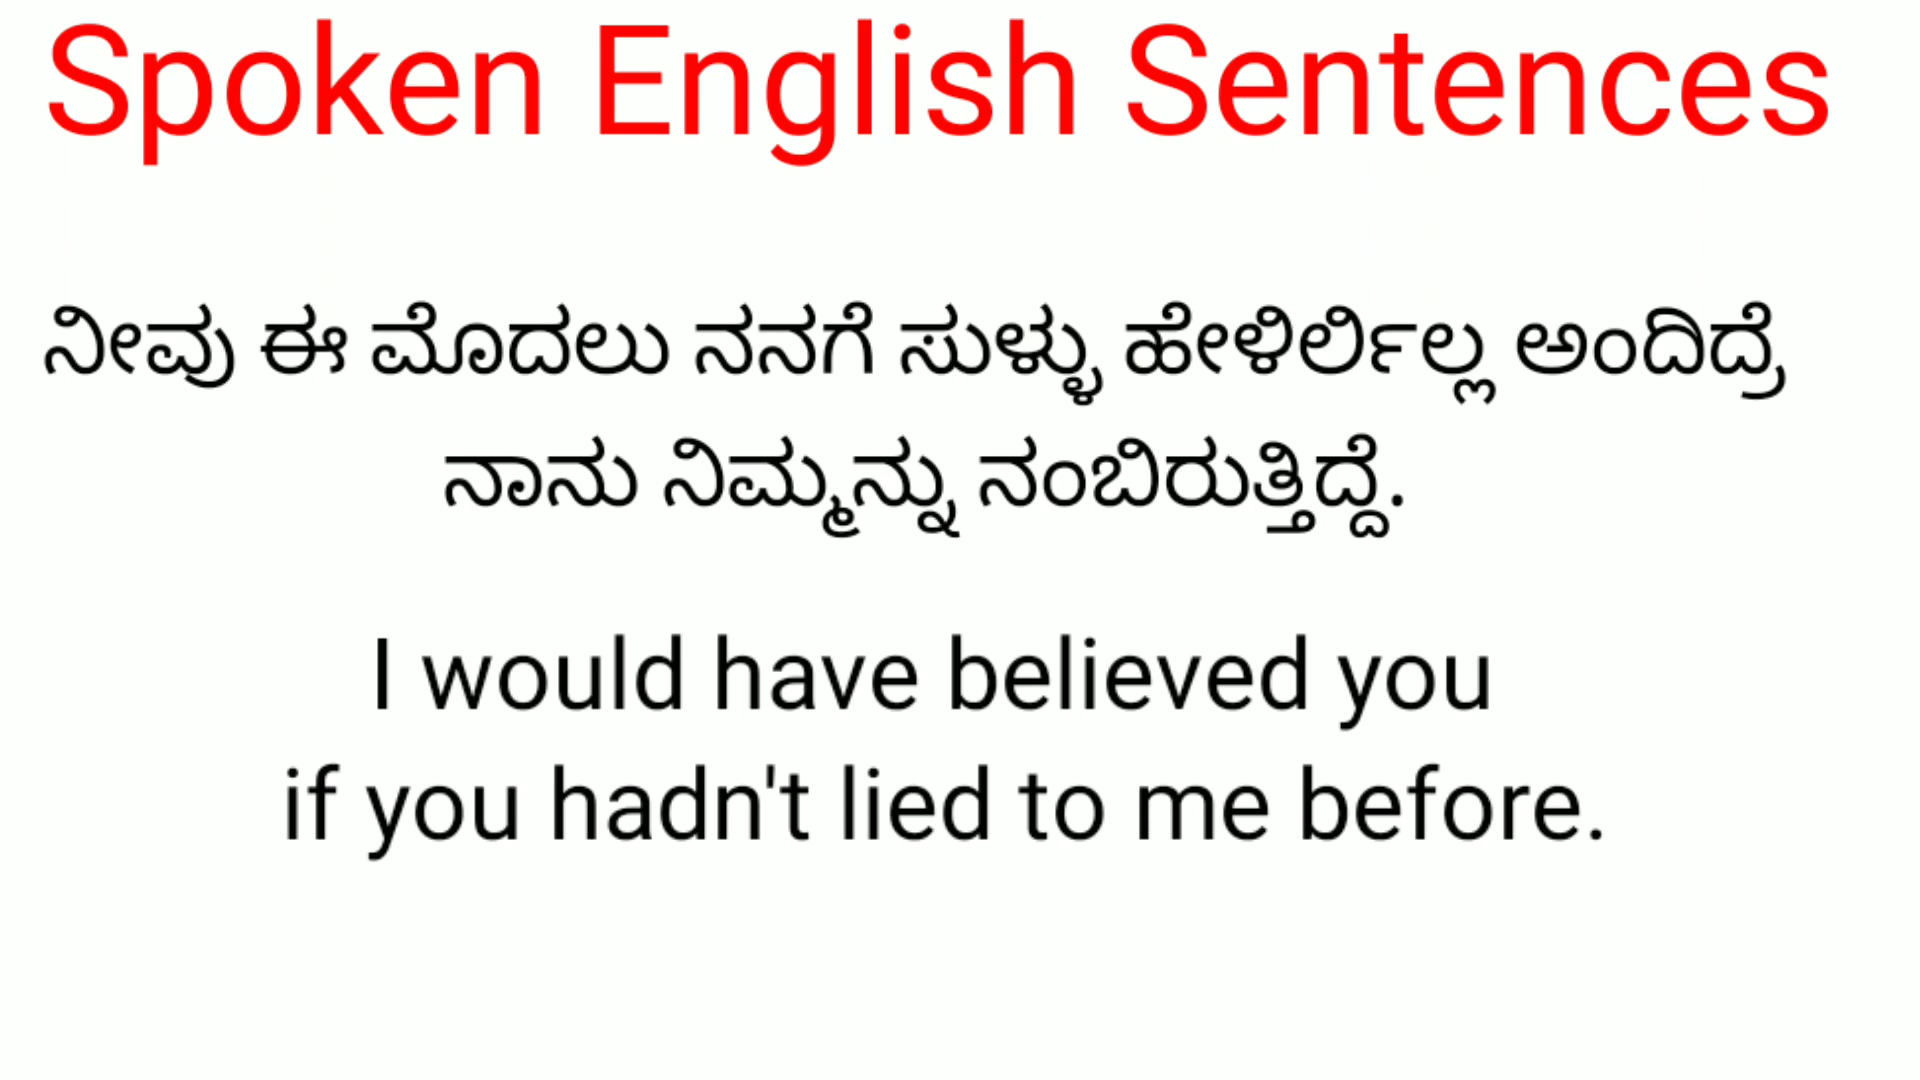 Spoken English Sentences
ನೀವು ಈ ಮೊದಲು ನನಗೆ ಸುಳ್ಳು ಹೇಳಿರ್ಲಿಲ್ಲ ಅಂದಿದ್ರೆ
ನಾನು ನಿಮ್ಮನ್ನು ನಂಬಿರುತ್ತಿದ್ದೆ.
I would have believed you
if you hadn't lied to me before.